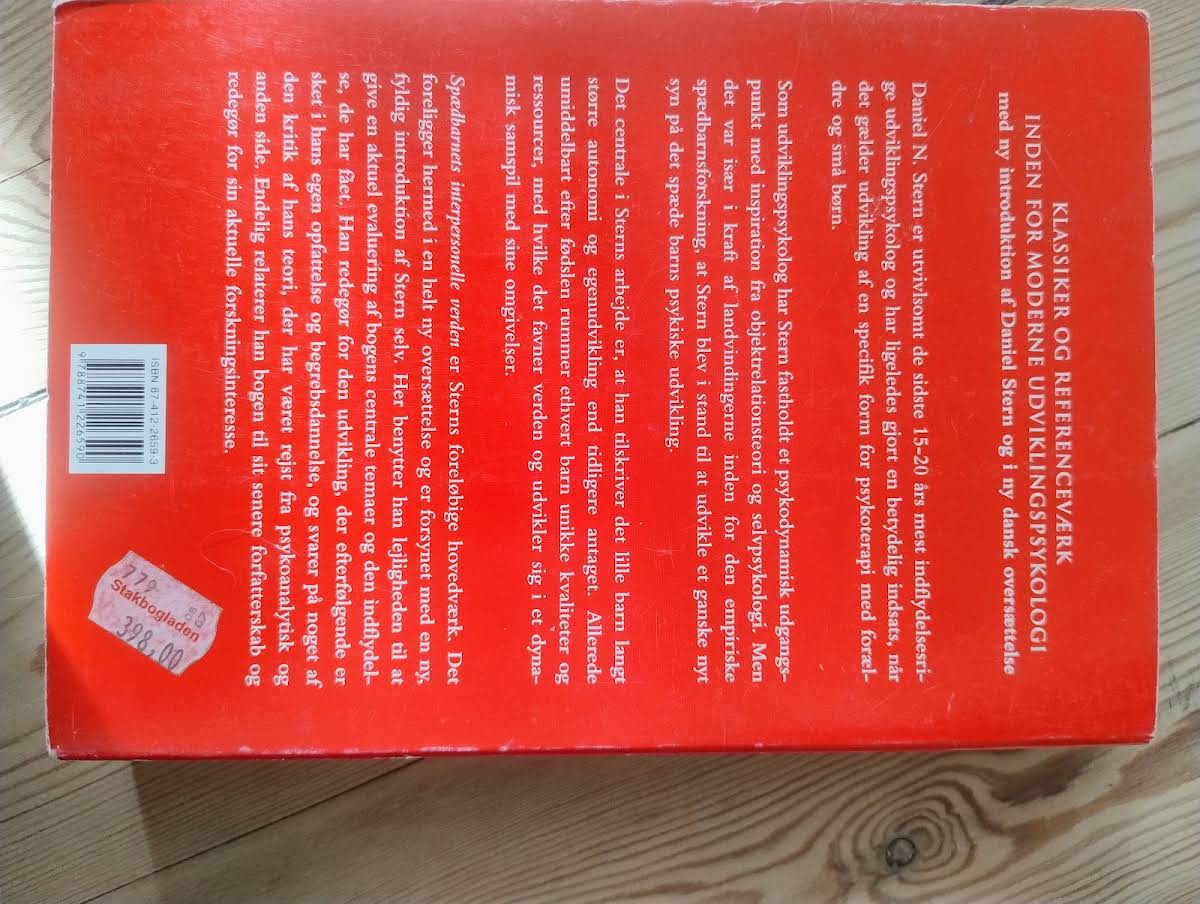 KLASSIKER OG REFERENCEVÆRK
INDEN FOR MODERNE UDVIKLINGSPSYKOLOGI
med ny introduktion af Daniel Stern og i ny dansk oversættelse
Daniel N. Stern er utvivlsomt de sidste 15-20 års mest indflydelsesri-
ge udviklingspsykolog og har ligeledes gjort en betydelig indsats, når
det gælder udvikling af en specifik form for psykoterapi med foræl-
dre og små børn.
Som udviklingspsykolog har Stern fastholdt et psykodynamisk udgangs-
punkt med inspiration fra objektrelationsteori og selvpsykologi. Men
det var især i kraft af landvindingerne inden for den empiriske
spædbarnsforskning, at Stern blev i stand til at udvikle et ganske nyt
syn på det spæde barns psykiske udvikling.
Det centrale i Sterns arbejde er, at han tilskriver det lille barn langt
større autonomi og egenudvikling end tidligere antaget. Allerede
umiddelbart efter fødslen rummer ethvert barn unikke kvaliteter og
ressourcer, med hvilke det favner verden og udvikler sig i et dyna-
misk samspil med sine omgivelser.
Spædbarnets interpersonelle verden er Sterns foreløbige hovedværk. Det
foreligger hermed i en helt ny oversættelse og er forsynet med en ny,
fyldig introduktion af Stern selv. Her benytter han lejligheden til at
give en aktuel evaluering af bogens centrale temaer og den indflydel-
se, de har fået. Han redegør for den udvikling, der efterfølgende er
sket i hans egen opfattelse og begrebsdannelse, og svarer på noget af
den kritik af hans teori, der har været rejst fra psykoanalytisk og
anden side. Endelig relaterer han bogen til sit senere forfatterskab og
redegør for sin aktuelle forskningsinteresse.
ISBN 87-412-2659-3
9788741226590
779
Stakbogladen
398,00